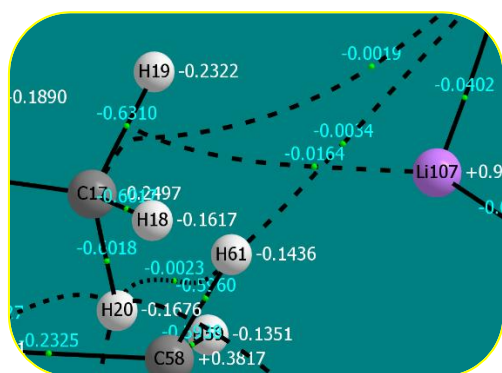 -0.0019
H19 -0.2322
-0.1890
-0.0402
-0.6310
-0.0034
-0.0164
Li107 +0.9
C17 -0.2497
H18 -0.1617
H61 -0.1436
-0.0023
H20 -0.1676
-0.1351
-0.2325
C58 +0.3817